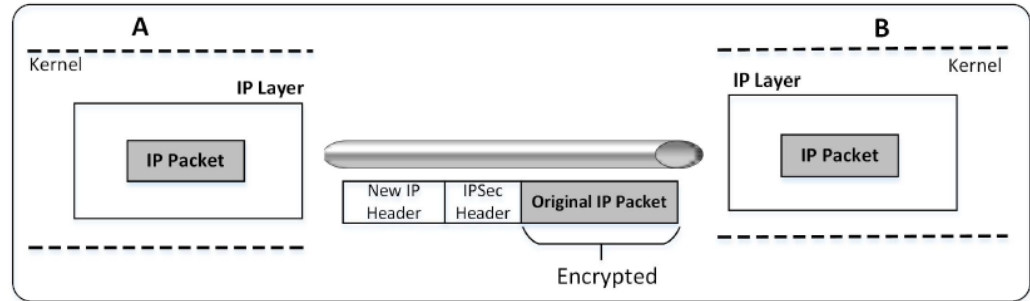 A
B
Kernel
Kernel
IP Layer
IP Layer
IP Packet
IP Packet
New IP
Header
IPSec
Header
Original IP Packet
Encrypted